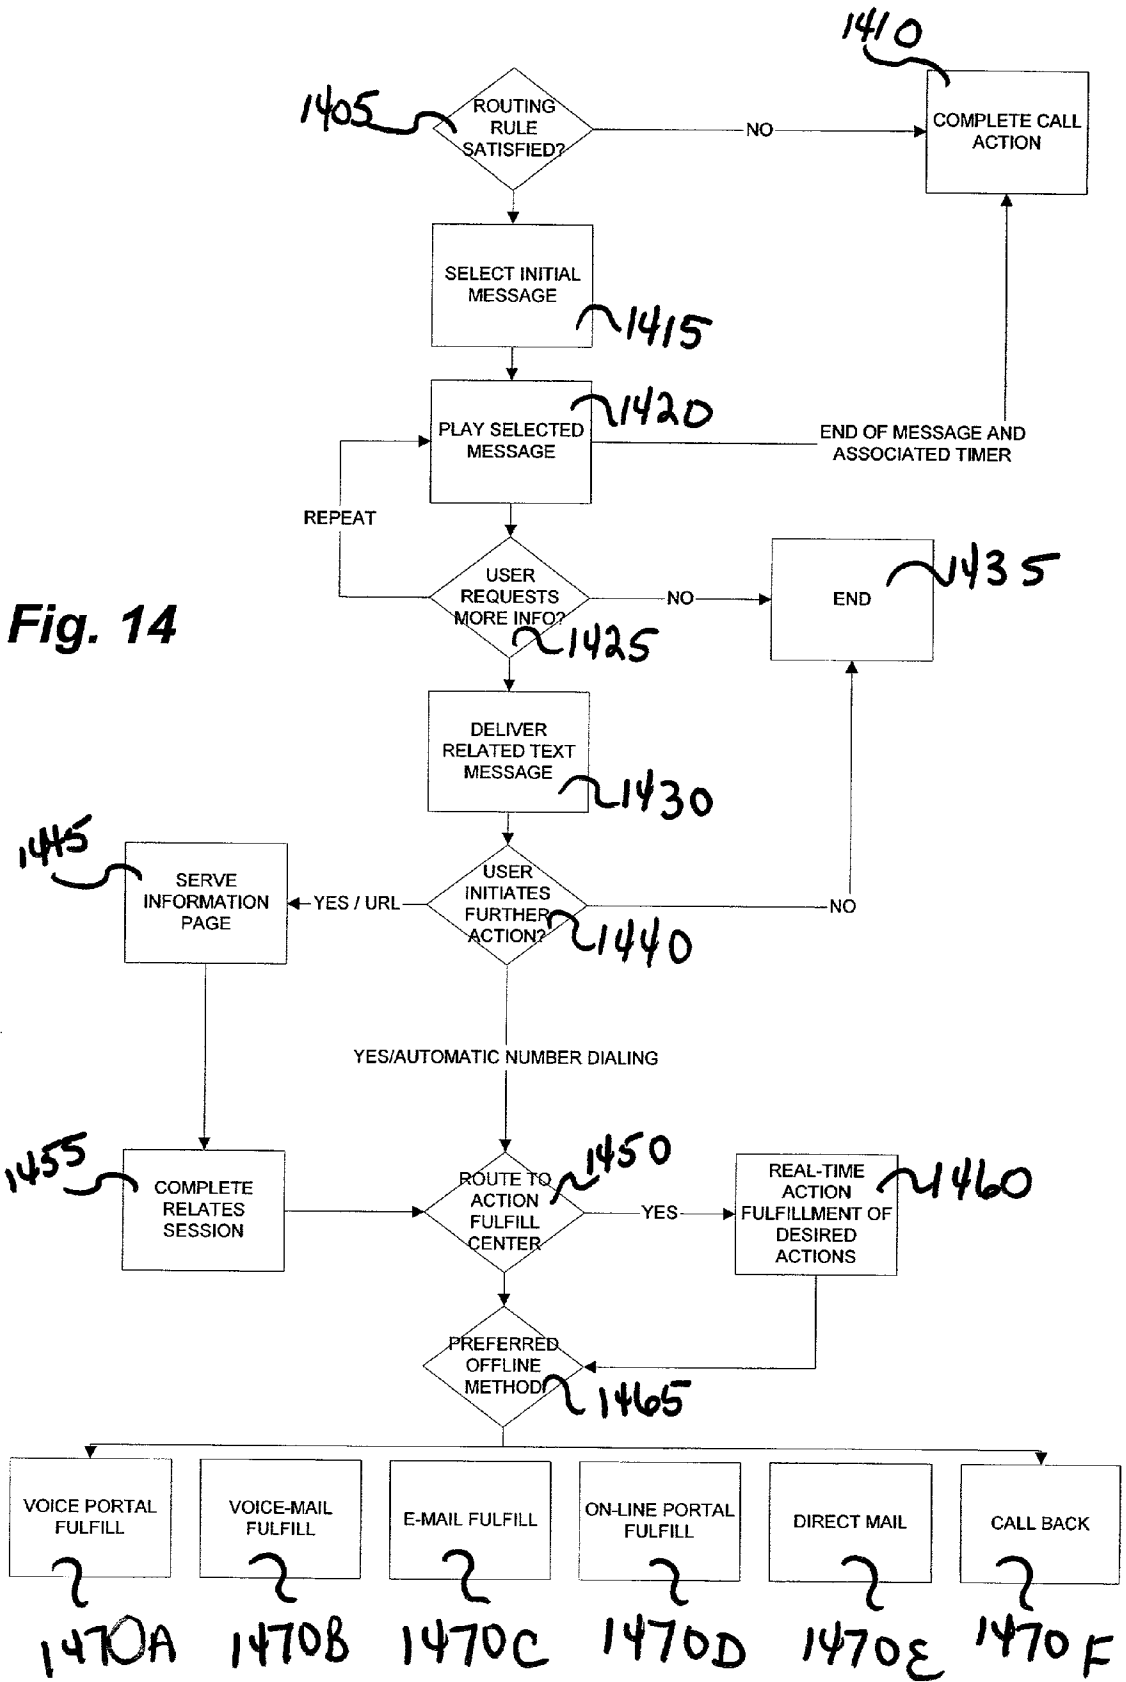 1410
1405
ROUTING
RULE
SATISFIED?
NO
COMPLETE CALL
ACTION
SELECT INITIAL
MESSAGE
1415
1420
PLAY SELECTED
MESSAGE
END OF MESSAGE AND
ASSOCIATED TIMER
REPEAT
USER
REQUESTS
MORE INFO?
NO
END
1435
Fig. 14
1425
DELIVER
RELATED TEXT
MESSAGE
1430
1445
SERVE
INFORMATION
PAGE
YES / URL
USER
INITIATES
FURTHER
ACTION?
NO
1440
YES/AUTOMATIC NUMBER DIALING
1455
COMPLETE
RELATES
SESSION
1450
ROUTE TO
ACTION
FULFILL
CENTER
YES
REAL-TIME
ACTION
FULFILLMENT OF
DESIRED
ACTIONS
1460
PREFERRED
OFFLINE
METHOD
1465
VOICE PORTAL
FULFILL
VOICE-MAIL
FULFILL
E-MAIL FULFILL
ON-LINE PORTAL
FULFILL
DIRECT MAIL
CALL BACK
1470A
1470B
1470C
1470D
1470E
1470F